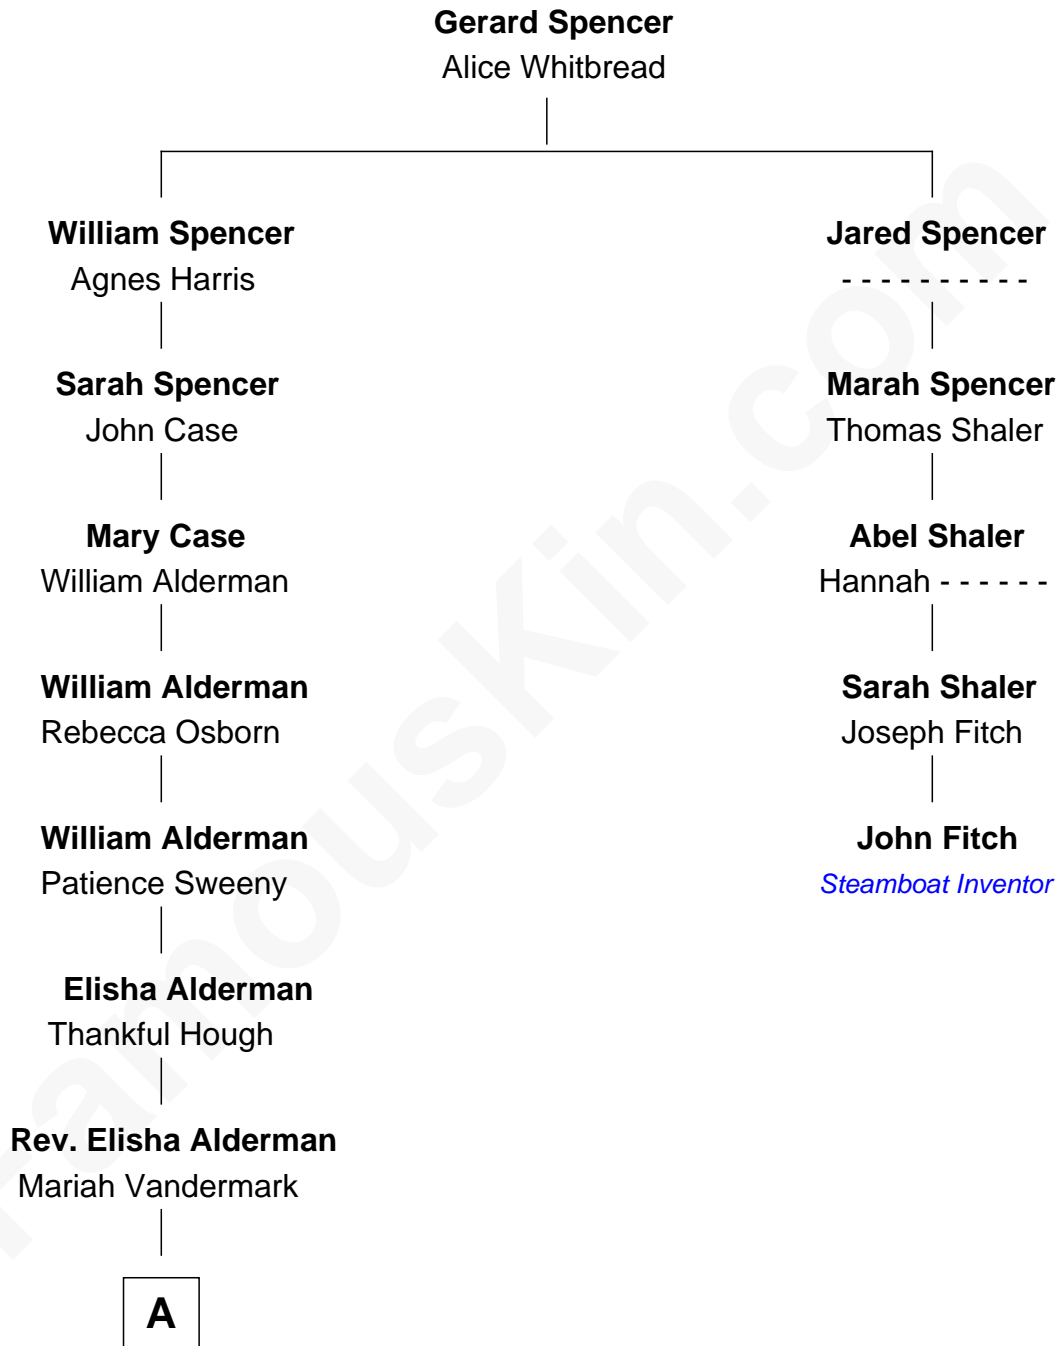 Gerard Spencer
Alice Whitbread
William Spencer
Agnes Harris
Sarah Spencer
John Case
Mary Case
William Alderman
William Alderman
Rebecca Osborn
William Alderman
Patience Sweeny
Elisha Alderman
Thankful Hough
Rev. Elisha Alderman
Mariah Vandermark
A
Jared Spencer
- - - - - - - - - -
Marah Spencer
Thomas Shaler
Abel Shaler
Hannah - - - - - -
Sarah Shaler
Joseph Fitch
John Fitch
Steamboat Inventor
FamousKin.com